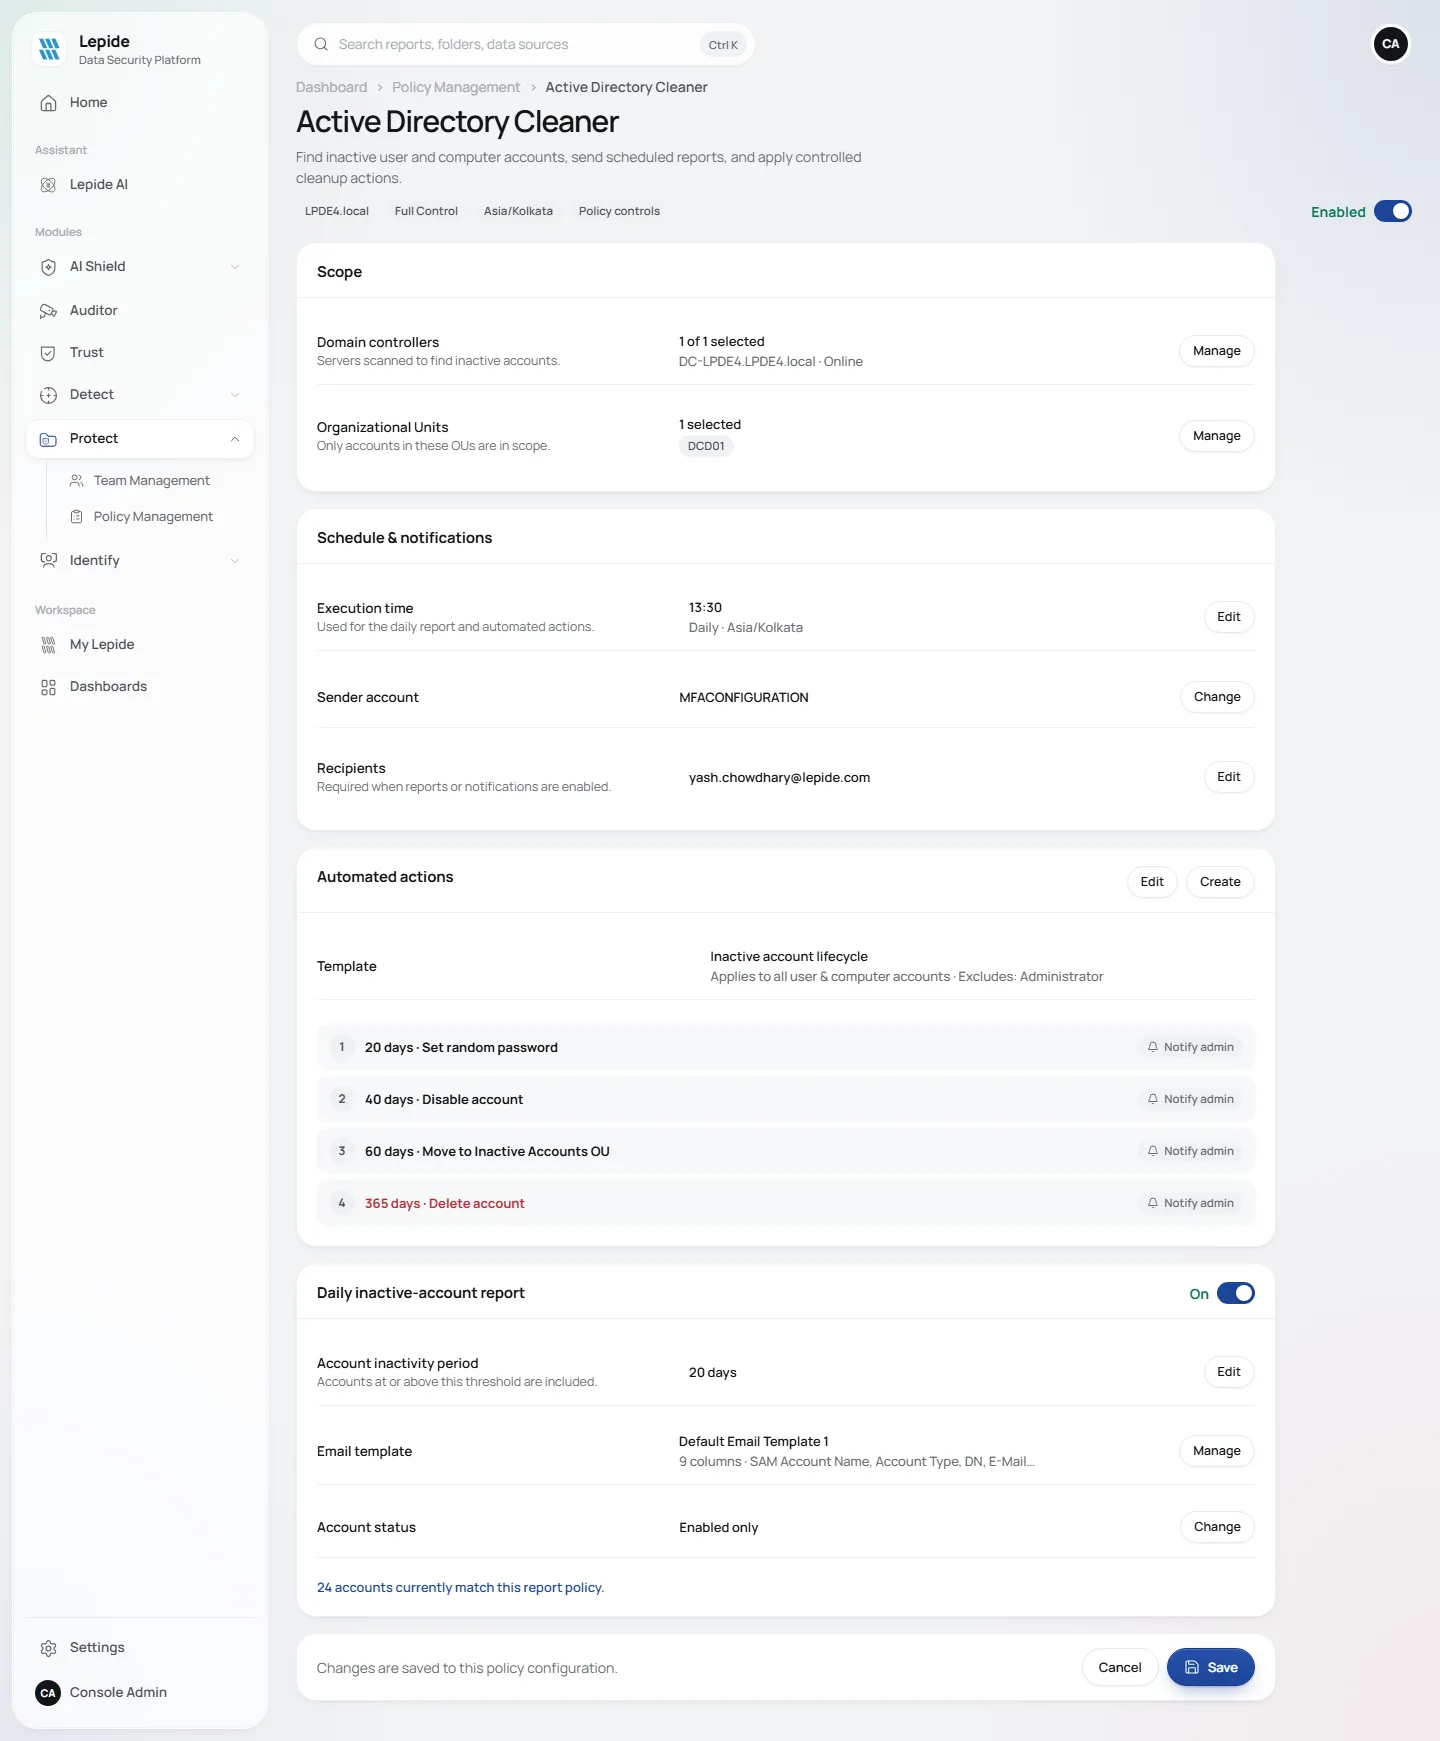 Lepide
Data Security Platform
Home
Assistant
Lepide AI
Modules
AI Shield
Auditor
Trust
Detect
Protect
Team Management
Policy Management
Identify
Workspace
My Lepide
Dashboards
Settings
CA
Console Admin
Search reports, folders, data sources
Ctrl K
CA
Dashboard > Policy Management > Active Directory Cleaner
Active Directory Cleaner
Find inactive user and computer accounts, send scheduled reports, and apply controlled
cleanup actions.
LPDE4.local Full Control Asia/Kolkata Policy controls
Enabled
Scope
Domain controllers
Servers scanned to find inactive accounts.
1 of 1 selected
DC-LPDE4.LPDE4.local · Online
Manage
Organizational Units
Only accounts in these OUs are in scope.
1 selected
DCD01
Manage
Schedule & notifications
Execution time
Used for the daily report and automated actions.
13:30
Daily · Asia/Kolkata
Edit
Sender account
MFACONFIGURATION
Change
Recipients
Required when reports or notifications are enabled.
yash.chowdhary@lepide.com
Edit
Automated actions
Edit
Create
Template
Inactive account lifecycle
Applies to all user & computer accounts · Excludes: Administrator
1 20 days · Set random password Notify admin
2 40 days · Disable account Notify admin
3 60 days · Move to Inactive Accounts OU Notify admin
4 365 days · Delete account Notify admin
Daily inactive-account report
On
Account inactivity period
Accounts at or above this threshold are included.
20 days
Edit
Email template
Default Email Template 1
9 columns · SAM Account Name, Account Type, DN, E-Mail...
Manage
Account status
Enabled only
Change
24 accounts currently match this report policy.
Changes are saved to this policy configuration.
Cancel
Save